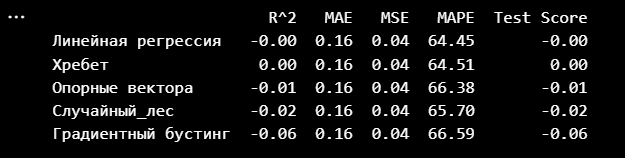 ... R^2 MAE MSE MAPE Test Score
Линейная регрессия -0.00 0.16 0.04 64.45 -0.00
Хребет 0.00 0.16 0.04 64.51 0.00
Опорные вектора -0.01 0.16 0.04 66.38 -0.01
Случайный_лес -0.02 0.16 0.04 65.70 -0.02
Градиентный бустинг -0.06 0.16 0.04 66.59 -0.06